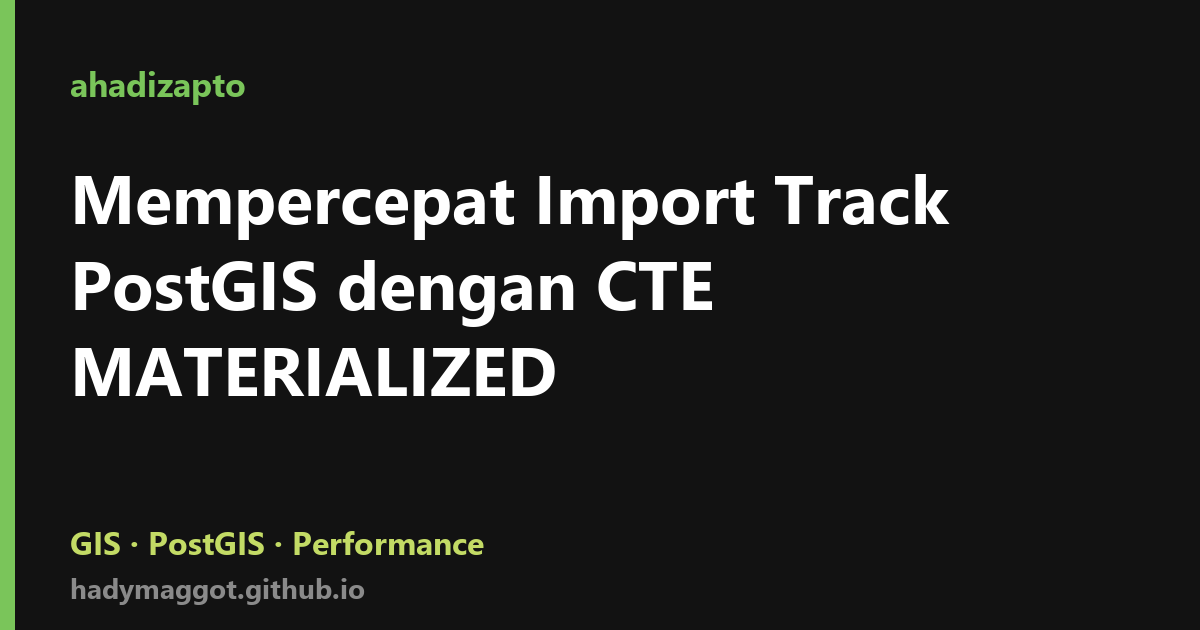 ahadizapto
Mempercepat Import Track
PostGIS dengan CTE
MATERIALIZED
GIS · PostGIS · Performance
hadymaggot.github.io